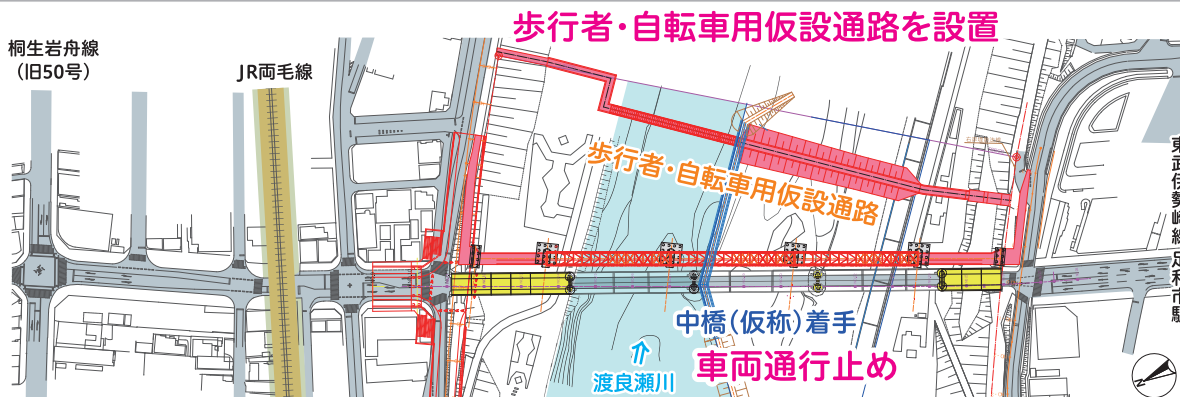 歩行者・自転車用仮設通路を設置
桐生岩舟線
（旧50号）
JR両毛線
歩行者・自転車用仮設通路
東武伊勢崎線足利市駅
中橋（仮称）着手
車両通行止め
渡良瀬川
N